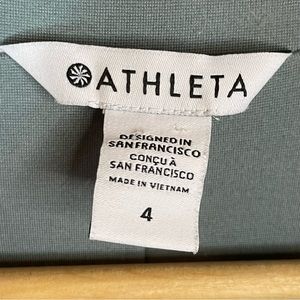 ATHLETA
DESIGNED IN
SAN FRANCISCO
CONÇU À
SAN FRANCISCO
MADE IN VIETNAM
4